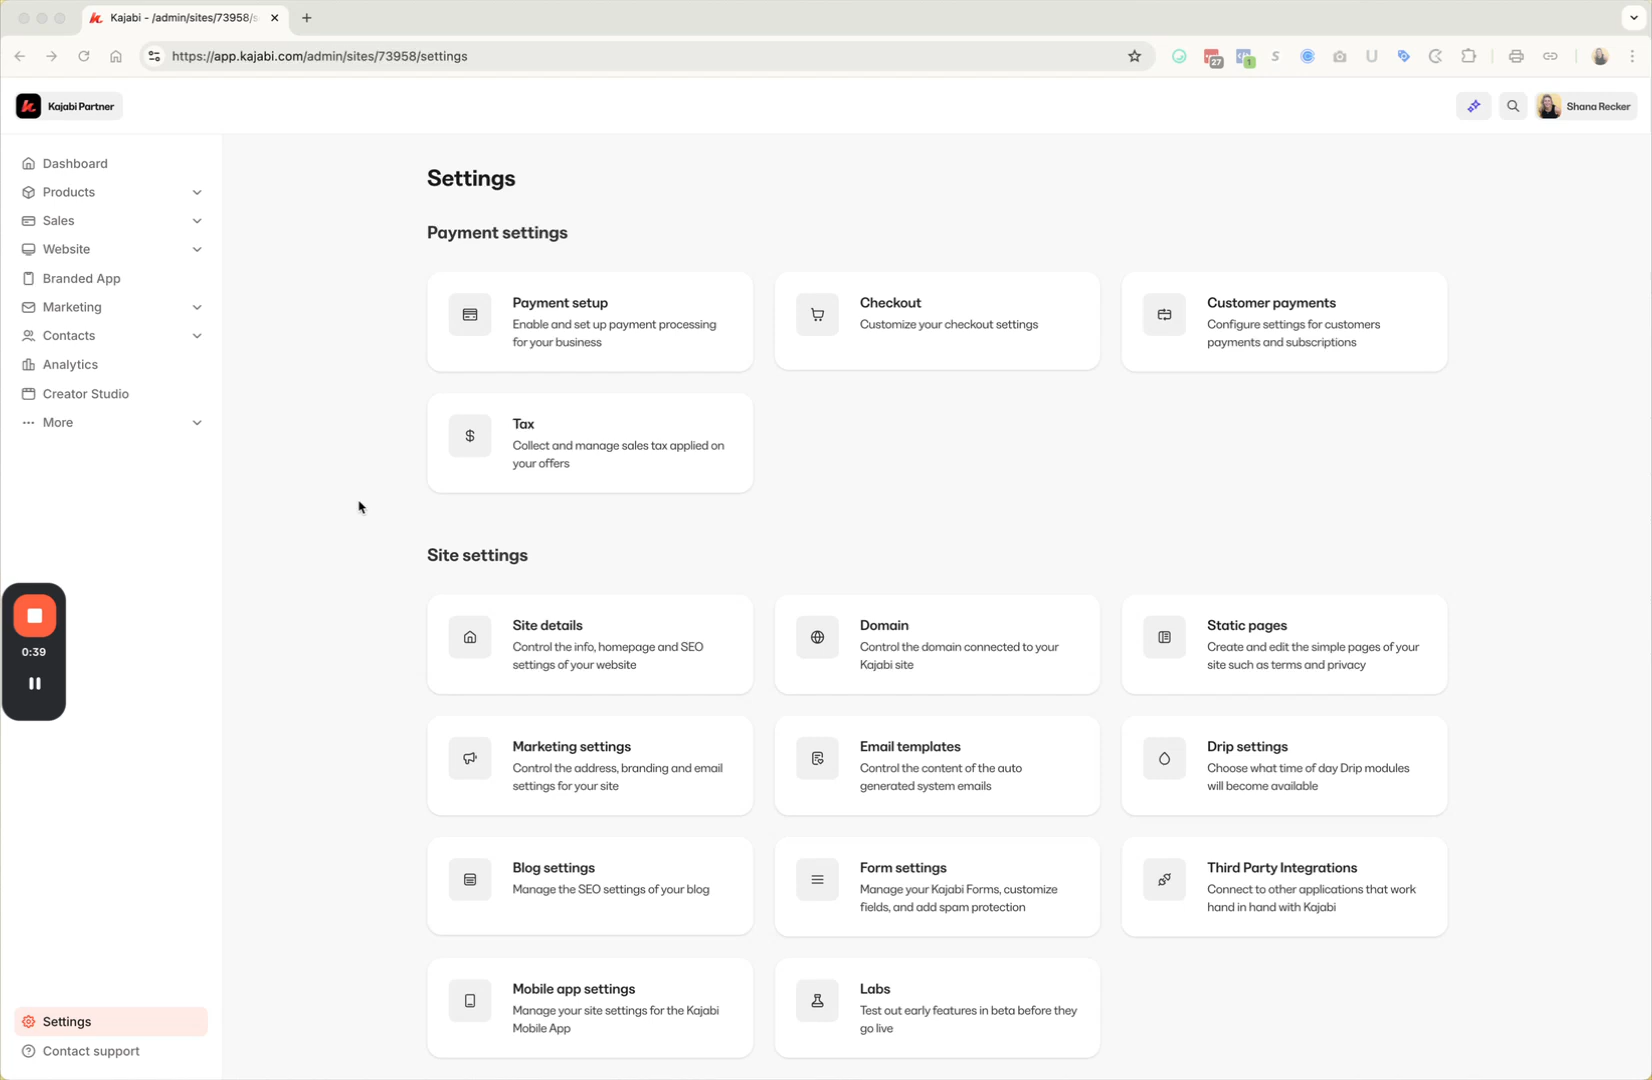 Kajabi - /admin/sites/73958/s
https://app.kajabi.com/admin/sites/73958/settings
27
1
S
U
Kajabi Partner
Shana Recker
Dashboard
Products
Sales
Website
Branded App
Marketing
Contacts
Analytics
Creator Studio
More
Settings
Contact support
0:39
Settings
Payment settings
Payment setup
Enable and set up payment processing
for your business
Checkout
Customize your checkout settings
Customer payments
Configure settings for customers
payments and subscriptions
$
Tax
Collect and manage sales tax applied on
your offers
Site settings
Site details
Control the info, homepage and SEO
settings of your website
Domain
Control the domain connected to your
Kajabi site
Static pages
Create and edit the simple pages of your
site such as terms and privacy
Marketing settings
Control the address, branding and email
settings for your site
Email templates
Control the content of the auto
generated system emails
Drip settings
Choose what time of day Drip modules
will become available
Blog settings
Manage the SEO settings of your blog
Form settings
Manage your Kajabi Forms, customize
fields, and add spam protection
Third Party Integrations
Connect to other applications that work
hand in hand with Kajabi
Mobile app settings
Manage your site settings for the Kajabi
Mobile App
Labs
Test out early features in beta before they
go live